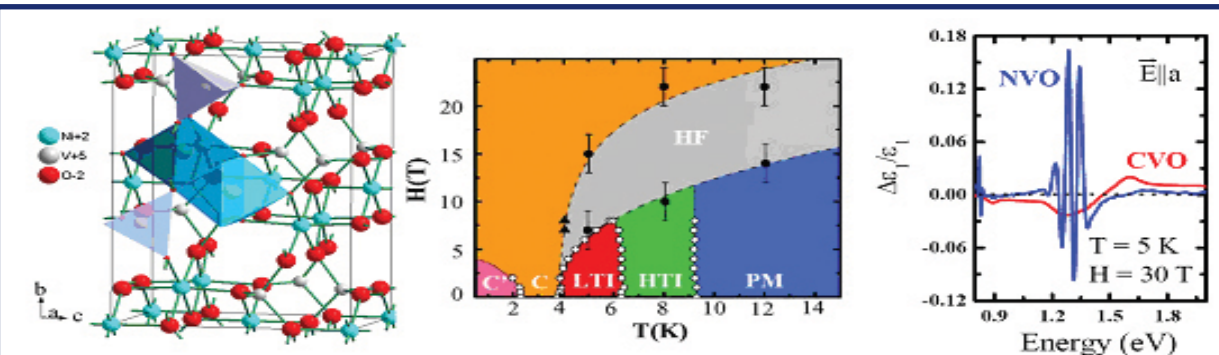 Ni+2
V+5
O-2
b
a
c
H(T)
20
15
10
5
0
HF
C'
C
LTI
HTI
PM
2 4 6 8 10 12 14
T(K)
Δε₁/ε₁
0.18
0.12
0.06
0.00
-0.06
-0.12
NVO
E⃗||a
CVO
T = 5 K
H = 30 T
0.9 1.2 1.5 1.8
Energy (eV)